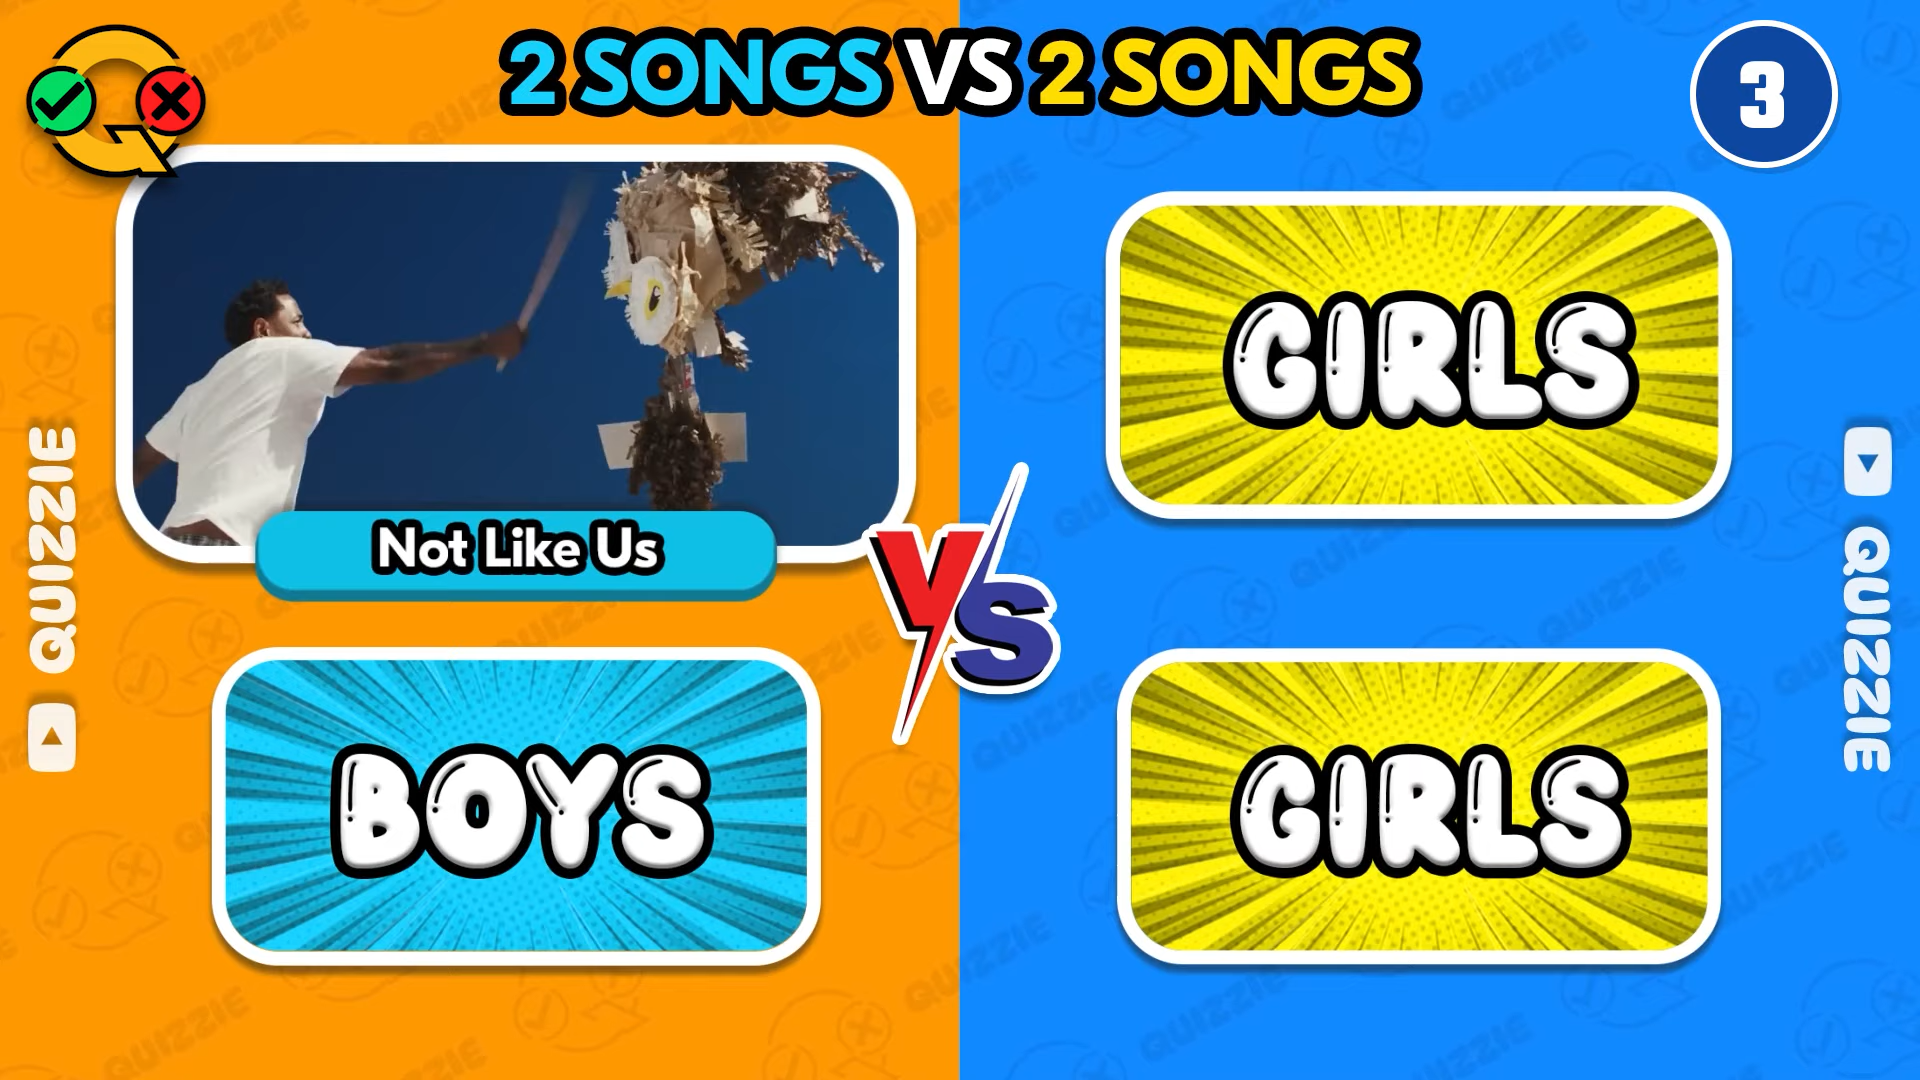 2 SONGS VS 2 SONGS
3
Not Like Us
GIRLS
VS
BOYS
GIRLS
QUIZZIE
QUIZZIE